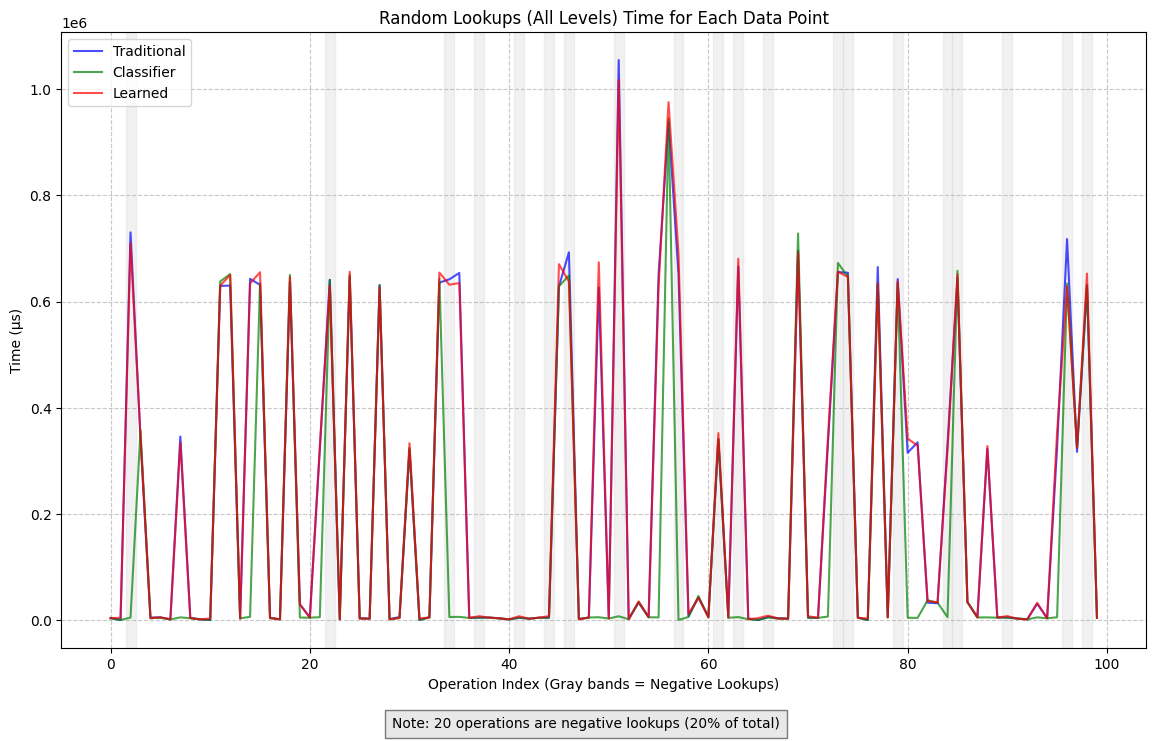 Random Lookups (All Levels) Time for Each Data Point
1e6
Traditional
Classifier
Learned
1.0
0.8
0.6
0.4
0.2
0.0
Time (µs)
0 20 40 60 80 100
Operation Index (Gray bands = Negative Lookups)
Note: 20 operations are negative lookups (20% of total)